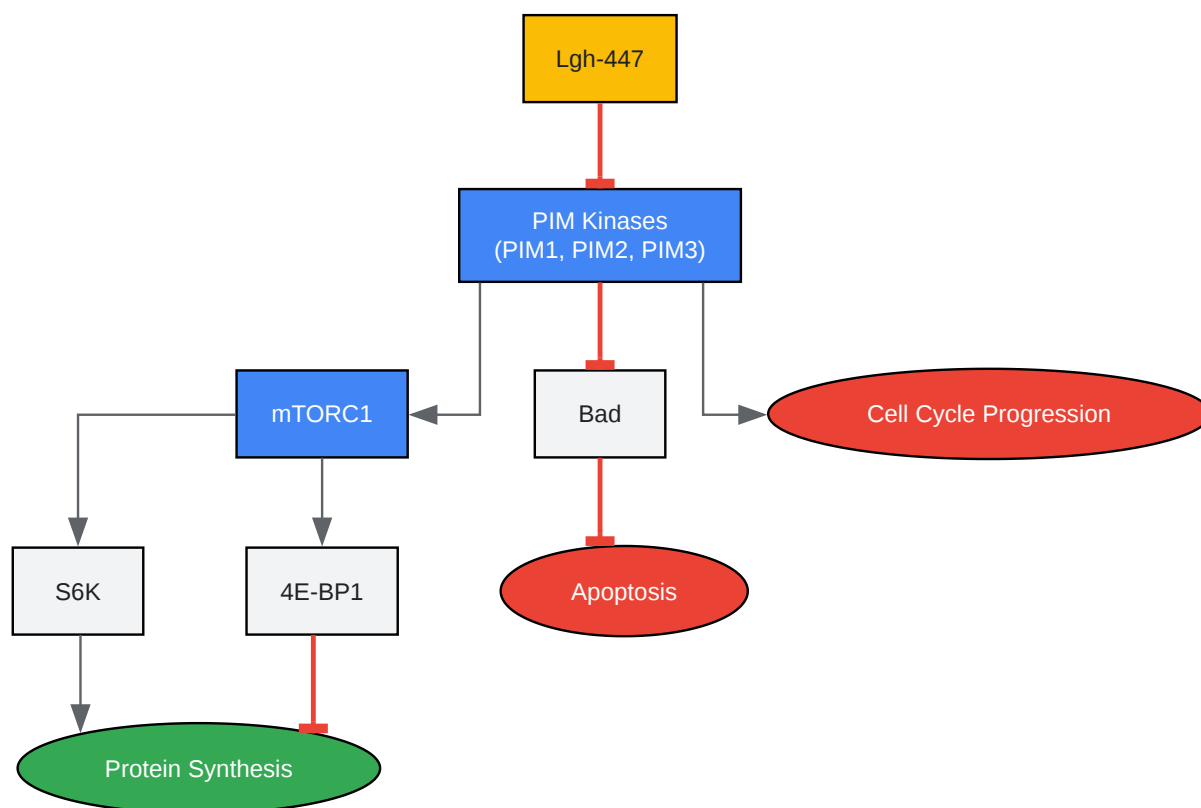 Lgh-447
PIM Kinases
(PIM1, PIM2, PIM3)
mTORC1
Bad
Cell Cycle Progression
S6K
4E-BP1
Apoptosis
Protein Synthesis